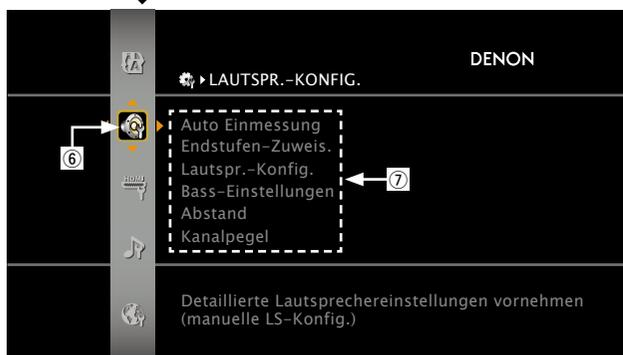 DENON
LAUTSPR.-KONFIG.
Auto Einmessung
Endstufen-Zuweis.
Lautspr.-Konfig.
Bass-Einstellungen
Abstand
Kanalpegel
⑥
⑦
HOME
Detaillierte Lautsprechereinstellungen vornehmen
(manuelle LS-Konfig.)